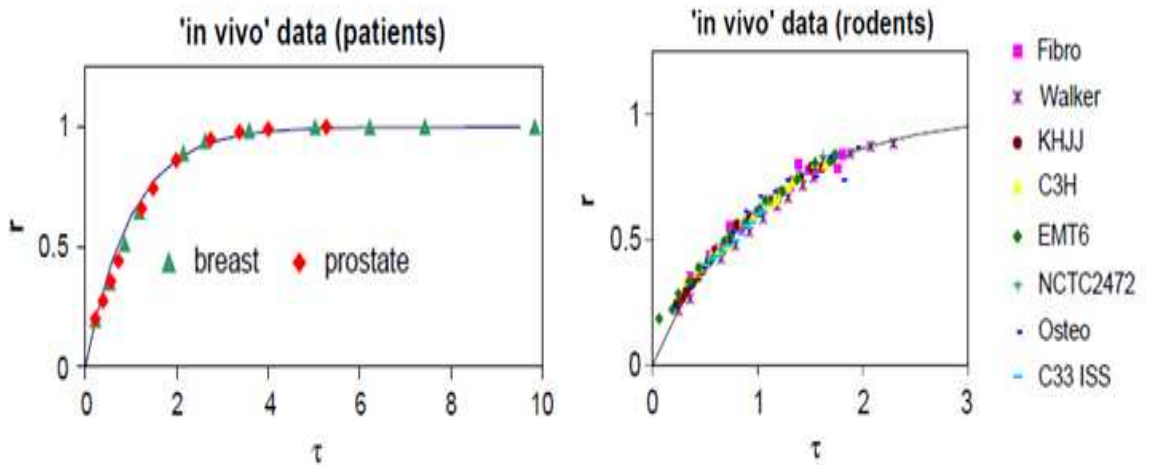 'in vivo' data (patients)
r
1
0.5
0
breast
prostate
0 2 4 6 8 10
τ
'in vivo' data (rodents)
r
1
0.5
0
0 1 2 3
τ
Fibro
Walker
KHJJ
C3H
EMT6
NCTC2472
Osteo
C33 ISS